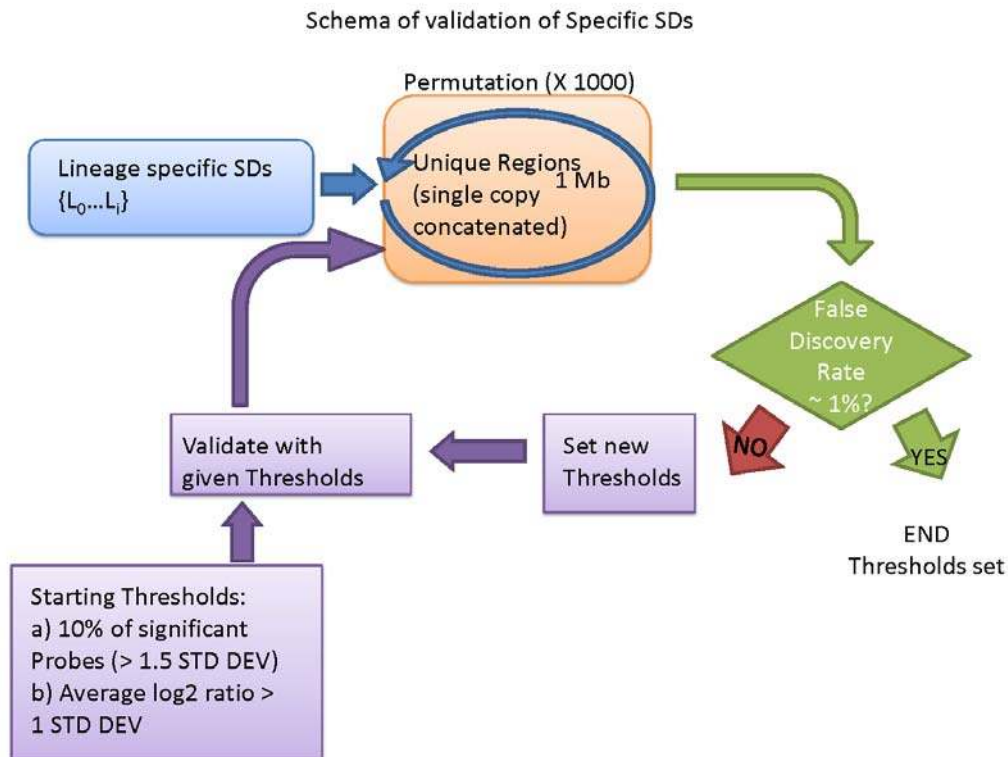 Schema of validation of Specific SDs
Permutation (X 1000)
Lineage specific SDs
{L0...Li}
Unique Regions
(single copy
concatenated)
1 Mb
False
Discovery
Rate
~ 1%?
NO
YES
Validate with
given Thresholds
Set new
Thresholds
END
Thresholds set
Starting Thresholds:
a) 10% of significant
Probes (> 1.5 STD DEV)
b) Average log2 ratio >
1 STD DEV